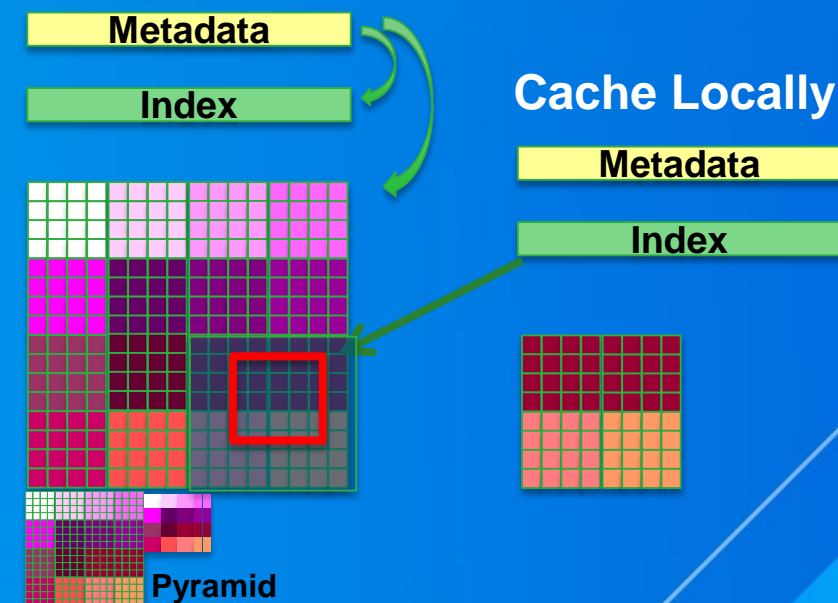 Metadata
Index
Cache Locally
Metadata
Index
Pyramid